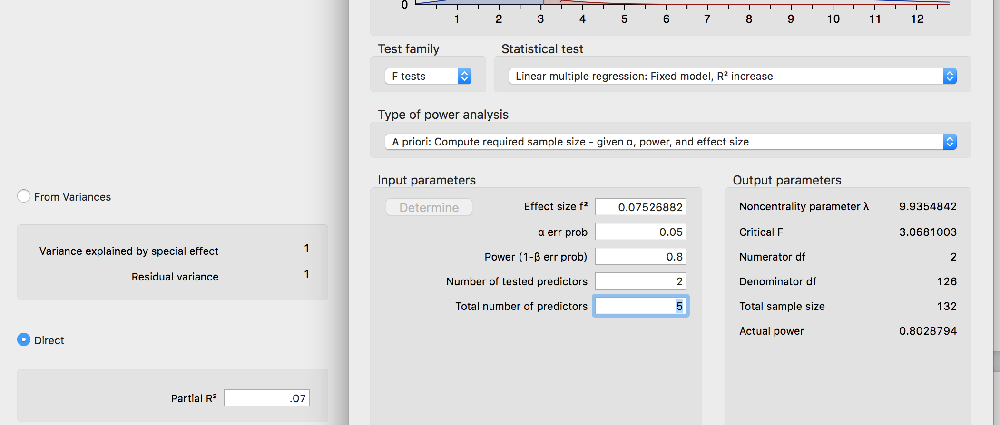 0
1 2 3 4 5 6 7 8 9 10 11 12
Test family
Statistical test
F tests
Linear multiple regression: Fixed model, R² increase
Type of power analysis
A priori: Compute required sample size - given α, power, and effect size
From Variances
Variance explained by special effect 1
Residual variance 1
Direct
Partial R² .07
Input parameters
Determine
Effect size f² 0.07526882
α err prob 0.05
Power (1-β err prob) 0.8
Number of tested predictors 2
Total number of predictors 5
Output parameters
Noncentrality parameter λ 9.9354842
Critical F 3.0681003
Numerator df 2
Denominator df 126
Total sample size 132
Actual power 0.8028794